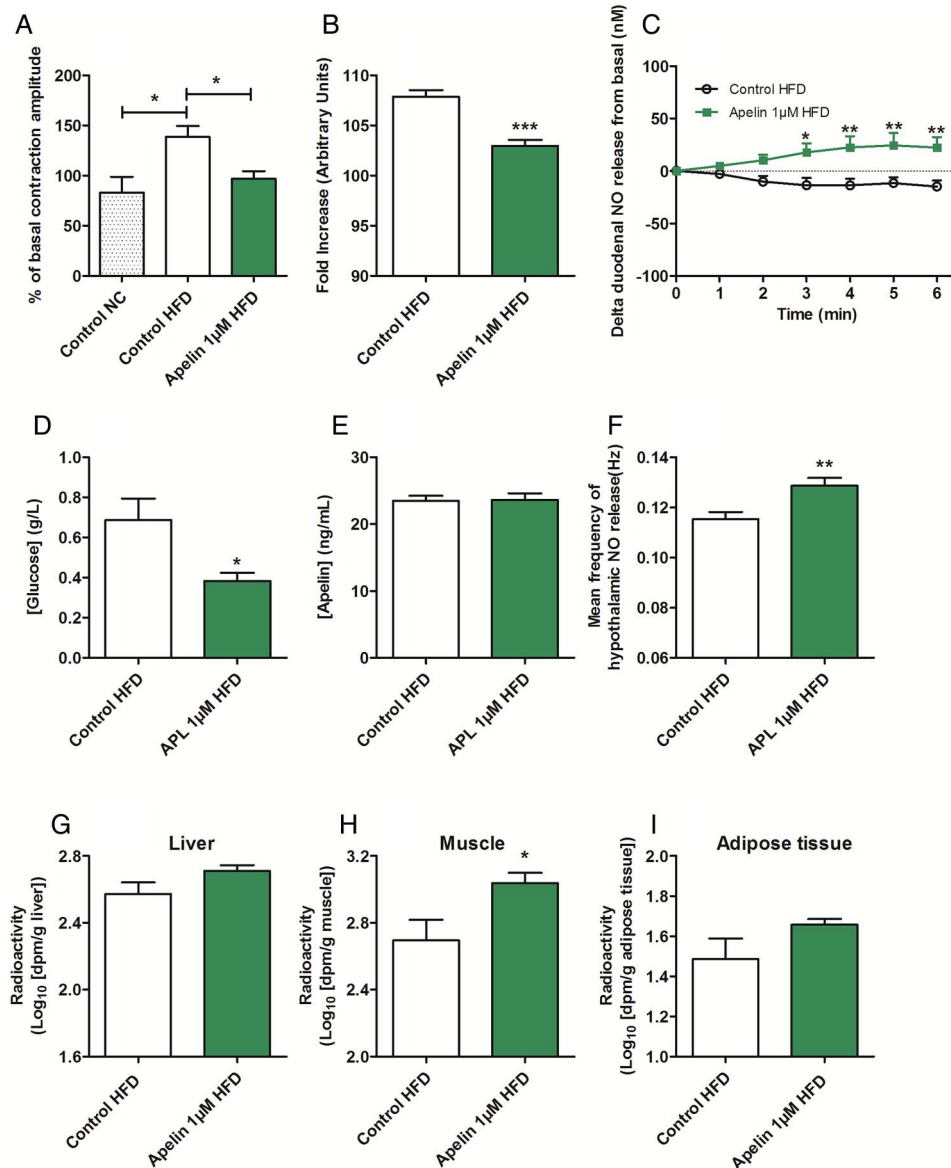 A
% of basal contraction amplitude
200
150
100
50
0
*
*
Control NC
Control HFD
Apelin 1µM HFD
B
Fold Increase (Arbitrary Units)
110
105
100
95
90
***
Control HFD
Apelin 1µM HFD
C
Delta duodenal NO release from basal (nM)
100
50
0
-50
-100
Control HFD
Apelin 1µM HFD
*
**
**
**
0 1 2 3 4 5 6
Time (min)
D
[Glucose] (g/L)
1.0
0.8
0.6
0.4
0.2
0.0
*
Control HFD
APL 1µM HFD
E
[Apelin] (ng/mL)
30
20
10
0
Control HFD
APL 1µM HFD
F
Mean frequency of
hypothalamic NO release(Hz)
0.14
0.12
0.10
0.08
0.06
**
Control HFD
APL 1µM HFD
G
Liver
Radioactivity
(Log10 [dpm/g liver])
2.8
2.4
2.0
1.6
Control HFD
Apelin 1µM HFD
H
Muscle
Radioactivity
(Log10 [dpm/g muscle])
3.2
2.8
2.4
2.0
*
Control HFD
Apelin 1µM HFD
I
Adipose tissue
Radioactivity
(Log10 [dpm/g adipose tissue])
2.0
1.8
1.6
1.4
1.2
1.0
Control HFD
Apelin 1µM HFD